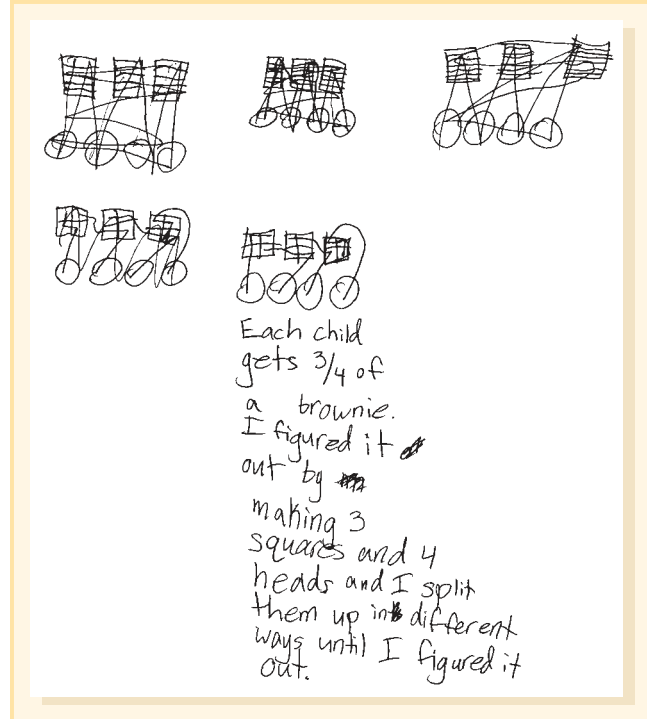 Each child
gets 3/4 of
a brownie.
I figured it
out by
making 3
squares and 4
heads and I split
them up in different
ways until I figured it
out.